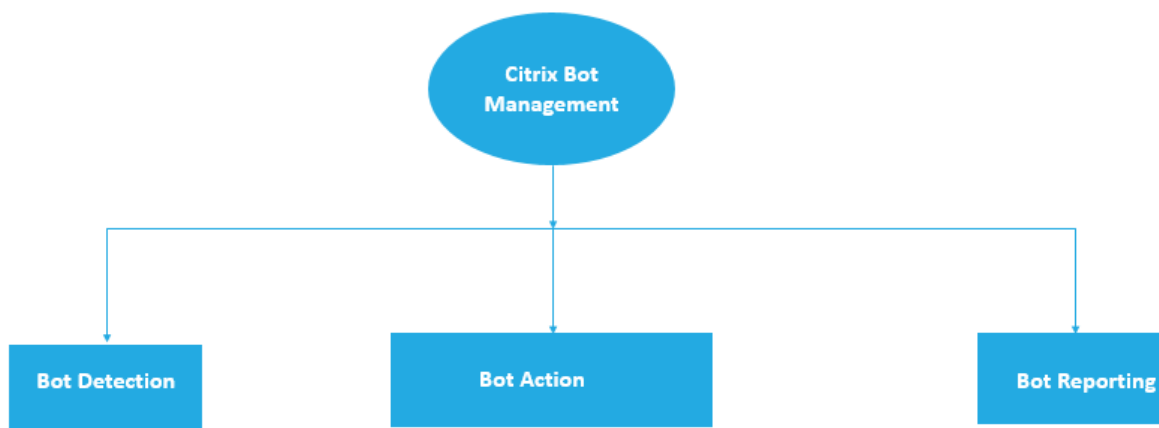 Citrix Bot
Management
Bot Detection
Bot Action
Bot Reporting